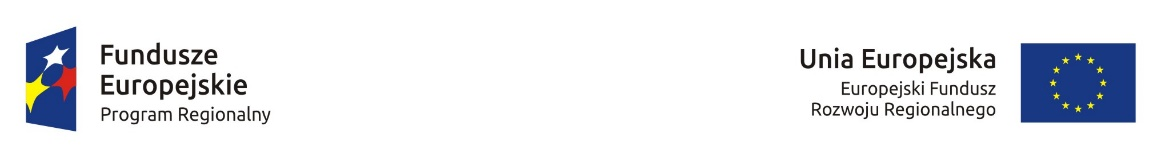 Fundusze
Europejskie
Program Regionalny
Unia Europejska
Europejski Fundusz
Rozwoju Regionalnego